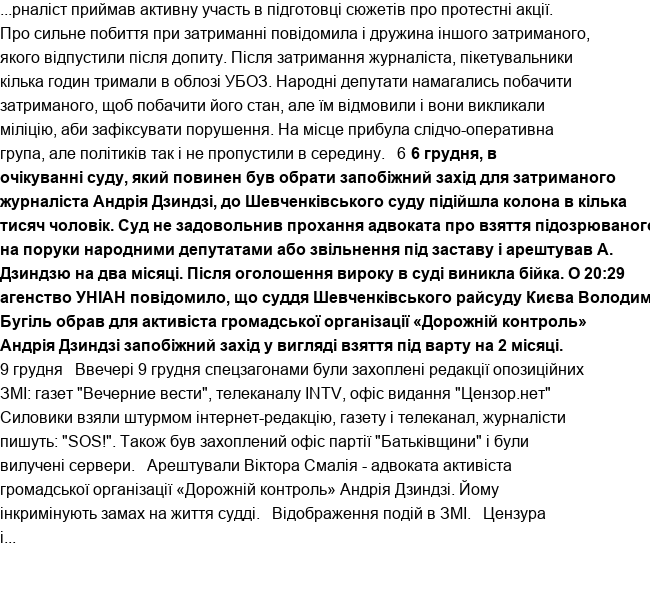 ...рналіст приймав активну участь в підготовці сюжетів про протестні акції.
Про сильне побиття при затриманні повідомила і дружина іншого затриманого,
якого відпустили після допиту. Після затримання журналіста, пікетувальники
кілька годин тримали в облозі УБОЗ. Народні депутати намагались побачити
затриманого, щоб побачити його стан, але їм відмовили і вони викликали
міліцію, аби зафіксувати порушення. На місце прибула слідчо-оперативна
група, але політиків так і не пропустили в середину. 6 6 грудня, в
очікуванні суду, який повинен був обрати запобіжний захід для затриманого
журналіста Андрія Дзиндзі, до Шевченківського суду підійшла колона в кілька
тисяч чоловік. Суд не задовольнив прохання адвоката про взяття підозрюваного
на поруки народними депутатами або звільнення під заставу і арештував А.
Дзиндзю на два місяці. Після оголошення вироку в суді виникла бійка. О 20:29
агенство УНІАН повідомило, що суддя Шевченківського райсуду Києва Володим
Бугіль обрав для активіста громадської організації «Дорожній контроль»
Андрія Дзиндзі запобіжний захід у вигляді взяття під варту на 2 місяці.
9 грудня Ввечері 9 грудня спецзагонами були захоплені редакції опозиційних
ЗМІ: газет "Вечерние вести", телеканалу INTV, офіс видання "Цензор.нет"
Силовики взяли штурмом інтернет-редакцію, газету і телеканал, журналісти
пишуть: "SOS!". Також був захоплений офіс партії "Батьківщини" і були
вилучені сервери. Арештували Віктора Смалія - адвоката активіста
громадської організації «Дорожній контроль» Андрія Дзиндзі. Йому
інкримінують замах на життя судді. Відображення подій в ЗМІ. Цензура
і...